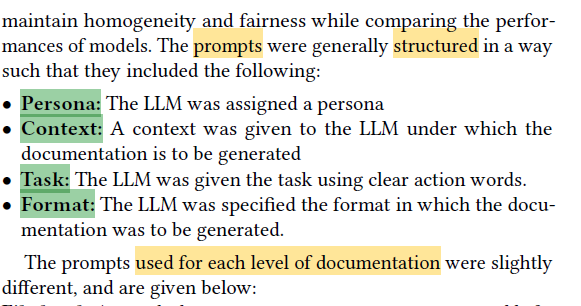 maintain homogeneity and fairness while comparing the perfor-
mances of models. The prompts were generally structured in a way
such that they included the following:
• Persona: The LLM was assigned a persona
• Context: A context was given to the LLM under which the
documentation is to be generated
• Task: The LLM was given the task using clear action words.
• Format: The LLM was specified the format in which the docu-
mentation was to be generated.
The prompts used for each level of documentation were slightly
different, and are given below: